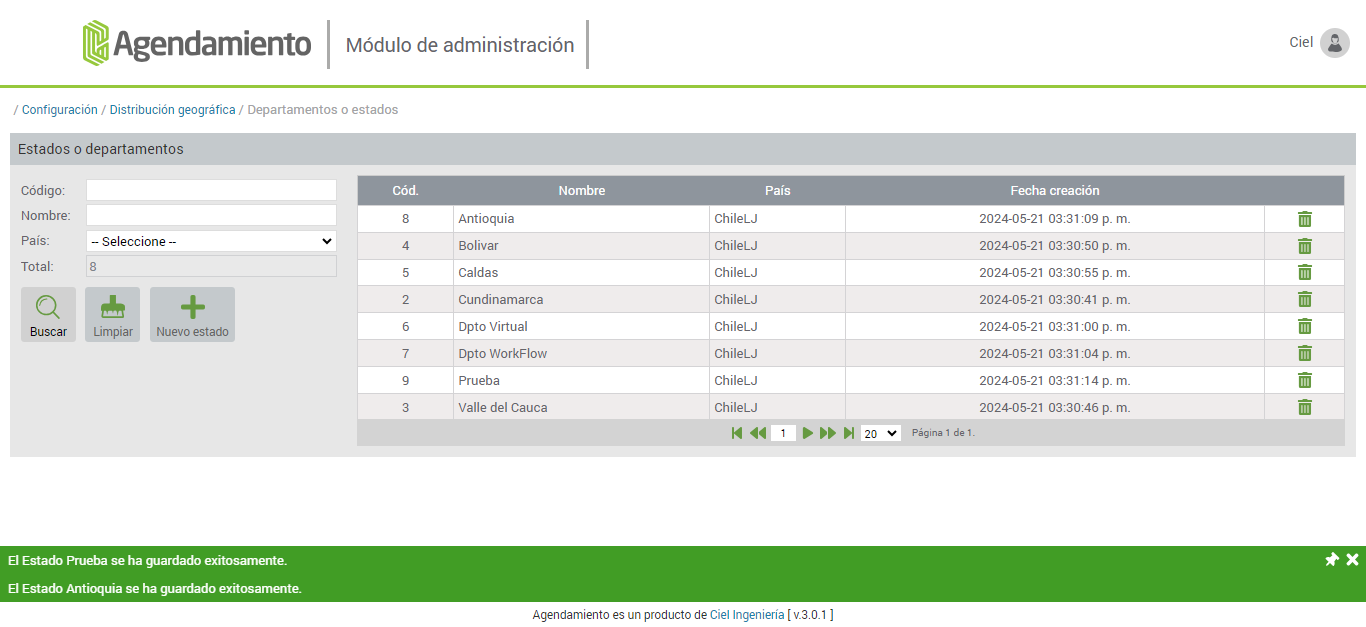 Agendamiento
Módulo de administración
Ciel
/ Configuración / Distribución geográfica / Departamentos o estados
Estados o departamentos
Código:
Nombre:
País: -- Seleccione --
Total: 8
Buscar Limpiar Nuevo estado
Cód. Nombre País Fecha creación
8 Antioquia ChileLJ 2024-05-21 03:31:09 p. m.
4 Bolivar ChileLJ 2024-05-21 03:30:50 p. m.
5 Caldas ChileLJ 2024-05-21 03:30:55 p. m.
2 Cundinamarca ChileLJ 2024-05-21 03:30:41 p. m.
6 Dpto Virtual ChileLJ 2024-05-21 03:31:00 p. m.
7 Dpto WorkFlow ChileLJ 2024-05-21 03:31:04 p. m.
9 Prueba ChileLJ 2024-05-21 03:31:14 p. m.
3 Valle del Cauca ChileLJ 2024-05-21 03:30:46 p. m.
1 20 Página 1 de 1.
El Estado Prueba se ha guardado exitosamente.
El Estado Antioquia se ha guardado exitosamente.
Agendamiento es un producto de Ciel Ingeniería [ v.3.0.1 ]